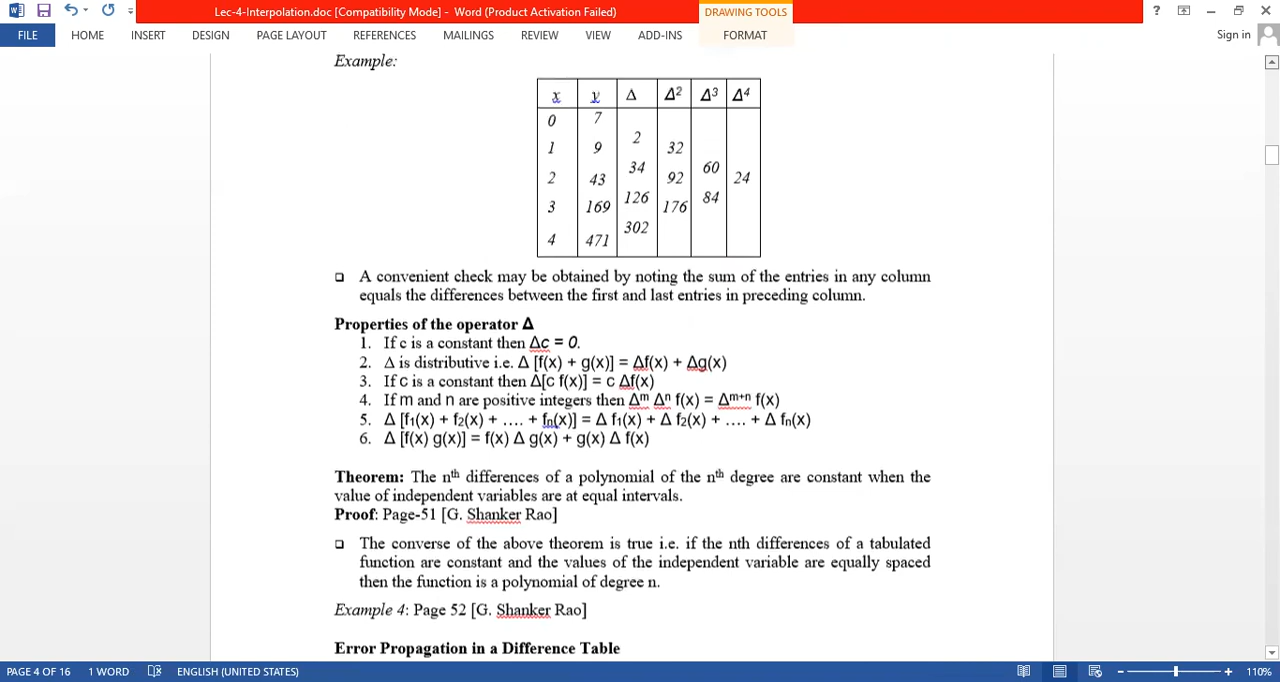 Lec-4-Interpolation.doc [Compatibility Mode] - Word (Product Activation Failed)
DRAWING TOOLS
?
FILE HOME INSERT DESIGN PAGE LAYOUT REFERENCES MAILINGS REVIEW VIEW ADD-INS FORMAT Sign in
Example:
x y Δ Δ² Δ³ Δ⁴
0 7
2
1 9 32
34 60
2 43 92 24
126 84
3 169 176
302
4 471
❑ A convenient check may be obtained by noting the sum of the entries in any column
equals the differences between the first and last entries in preceding column.
Properties of the operator Δ
1. If c is a constant then Δc = 0.
2. Δ is distributive i.e. Δ [f(x) + g(x)] = Δf(x) + Δg(x)
3. If c is a constant then Δ[c f(x)] = c Δf(x)
4. If m and n are positive integers then Δᵐ Δⁿ f(x) = Δᵐ⁺ⁿ f(x)
5. Δ [f₁(x) + f₂(x) + .... + fₙ(x)] = Δ f₁(x) + Δ f₂(x) + .... + Δ fₙ(x)
6. Δ [f(x) g(x)] = f(x) Δ g(x) + g(x) Δ f(x)
Theorem: The nᵗʰ differences of a polynomial of the nᵗʰ degree are constant when the
value of independent variables are at equal intervals.
Proof: Page-51 [G. Shanker Rao]
❑ The converse of the above theorem is true i.e. if the nth differences of a tabulated
function are constant and the values of the independent variable are equally spaced
then the function is a polynomial of degree n.
Example 4: Page 52 [G. Shanker Rao]
Error Propagation in a Difference Table
PAGE 4 OF 16 1 WORD ENGLISH (UNITED STATES) 110%